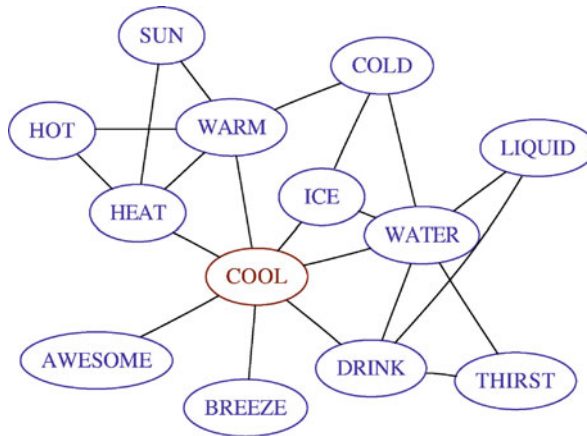 SUN
COLD
HOT
WARM
LIQUID
ICE
HEAT
WATER
COOL
AWESOME
DRINK
THIRST
BREEZE